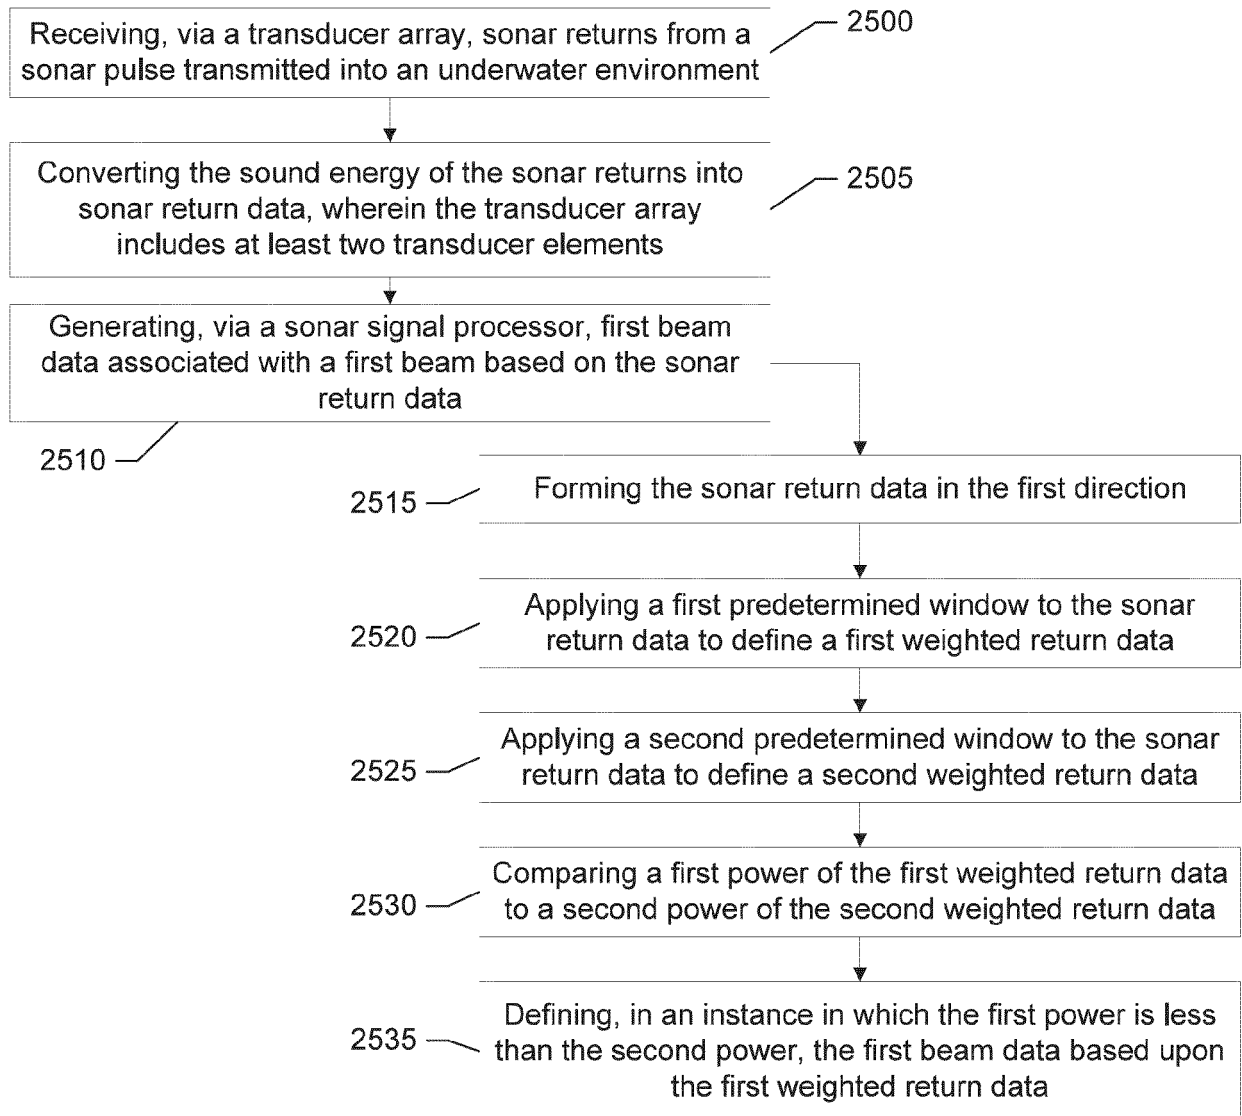 Receiving, via a transducer array, sonar returns from a
sonar pulse transmitted into an underwater environment
2500
Converting the sound energy of the sonar returns into
sonar return data, wherein the transducer array
includes at least two transducer elements
2505
Generating, via a sonar signal processor, first beam
data associated with a first beam based on the sonar
return data
2510
2515
Forming the sonar return data in the first direction
2520
Applying a first predetermined window to the sonar
return data to define a first weighted return data
2525
Applying a second predetermined window to the sonar
return data to define a second weighted return data
2530
Comparing a first power of the first weighted return data
to a second power of the second weighted return data
2535
Defining, in an instance in which the first power is less
than the second power, the first beam data based upon
the first weighted return data